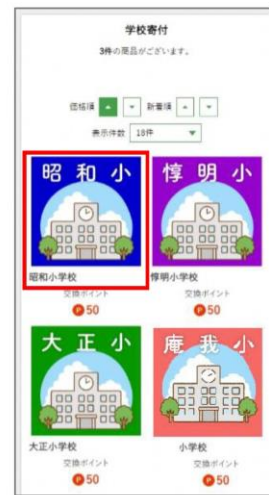 学校寄付
3件の商品がございます。
価格順 ▲ ▼ 新着順 ▲ ▼
表示件数 18件 ▼
昭和小
惇明小
昭和小学校
惇明小学校
交換ポイント
交換ポイント
P 50
P 50
大正小
庵我小
大正小学校
小学校
交換ポイント
交換ポイント
P 50
P 50